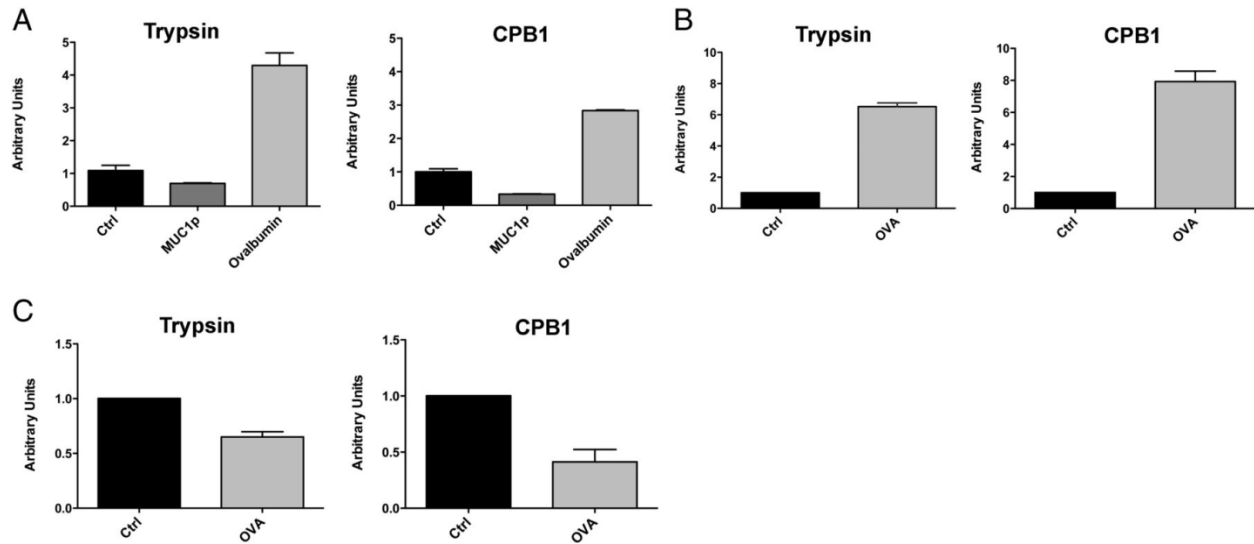 A
Trypsin
Arbitrary Units
5
4
3
2
1
0
Ctrl
MUC1p
Ovalbumin
CPB1
Arbitrary Units
5
4
3
2
1
0
Ctrl
MUC1p
Ovalbumin
B
Trypsin
Arbitrary Units
10
8
6
4
2
0
Ctrl
OVA
CPB1
Arbitrary Units
10
8
6
4
2
0
Ctrl
OVA
C
Trypsin
Arbitrary Units
1.5
1.0
0.5
0.0
Ctrl
OVA
CPB1
Arbitrary Units
1.5
1.0
0.5
0.0
Ctrl
OVA